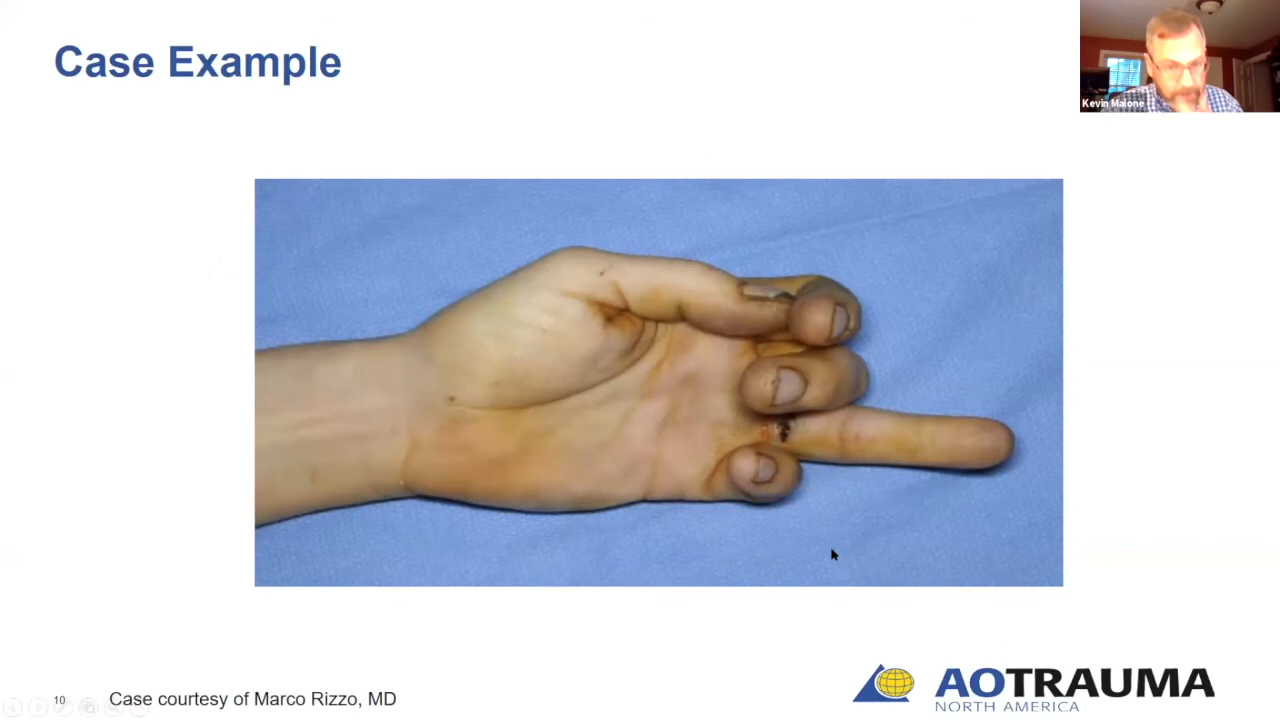 Case Example
Kevin Malone
10
Case courtesy of Marco Rizzo, MD
AOTRAUMA
NORTH AMERICA